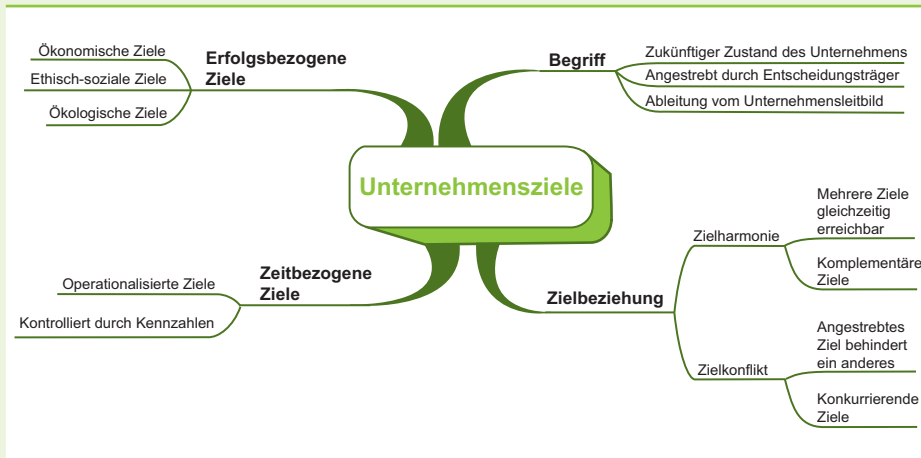 Erfolgsbezogene
Ziele
Ökonomische Ziele
Ethisch-soziale Ziele
Ökologische Ziele
Begriff
Zukünftiger Zustand des Unternehmens
Angestrebt durch Entscheidungsträger
Ableitung vom Unternehmensleitbild
Unternehmensziele
Zeitbezogene
Ziele
Operationalisierte Ziele
Kontrolliert durch Kennzahlen
Zielbeziehung
Zielharmonie
Mehrere Ziele
gleichzeitig
erreichbar
Komplementäre
Ziele
Zielkonflikt
Angestrebtes
Ziel behindert
ein anderes
Konkurrierende
Ziele